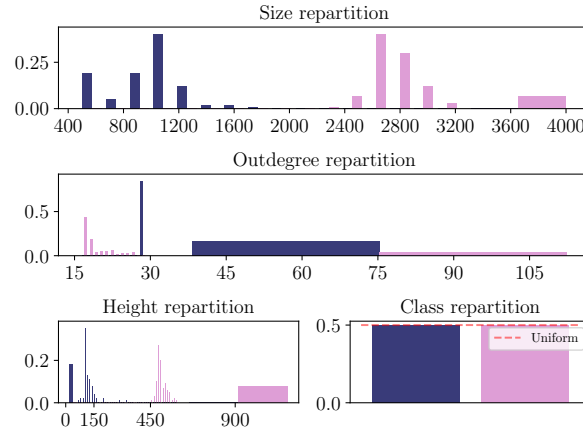 Size repartition
0.25
0.00
400 800 1200 1600 2000 2400 2800 3200 3600 4000
Outdegree repartition
0.5
0.0
15 30 45 60 75 90 105
Height repartition Class repartition
0.5
Uniform
0.2
0.0 0.0
0 150 450 900